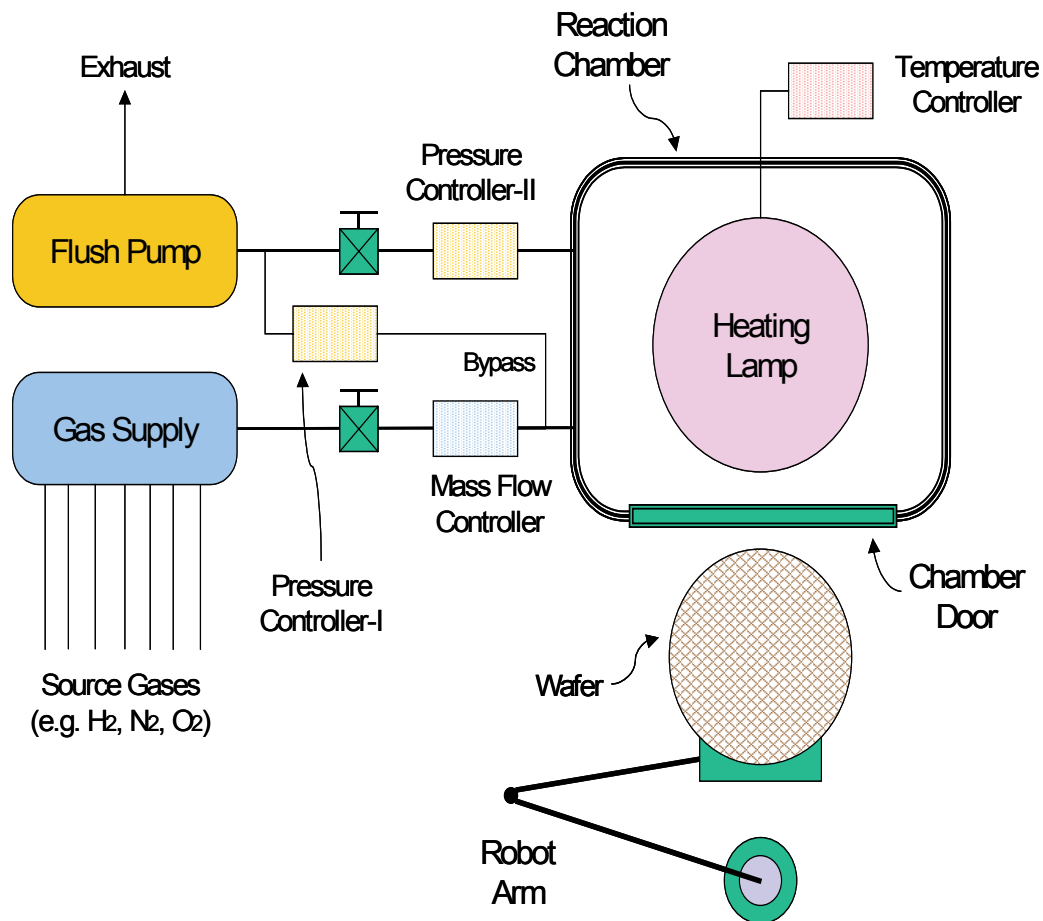 Reaction
Chamber
Exhaust
Temperature
Controller
Pressure
Controller-II
Flush Pump
Heating
Lamp
Bypass
Gas Supply
Mass Flow
Controller
Pressure
Controller-I
Chamber
Door
Source Gases
(e.g. H2, N2, O2)
Wafer
Robot
Arm